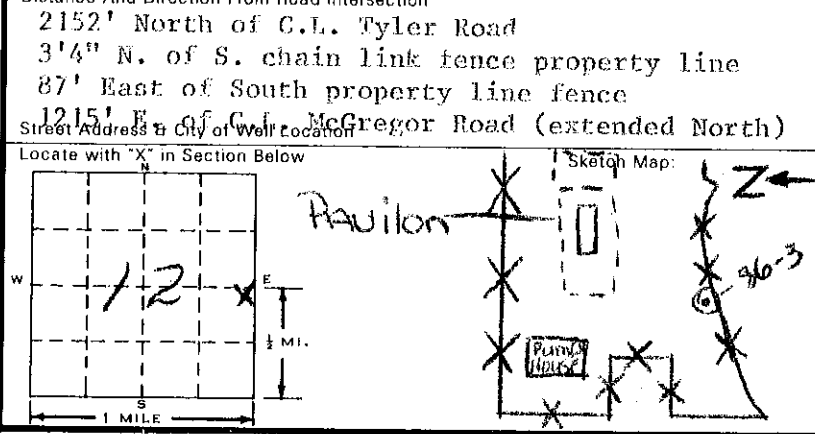 Distance And Direction From Road Intersection
2152' North of C.L. Tyler Road
3'4" N. of S. chain link fence property line
87' East of South property line fence
1215' E. of C.L. McGregor Road (extended North)
Street Address & City of Well Location
Locate with "X" in Section Below
Sketch Map:
N
W
E
S
12
X
½ MI.
1 MILE
Pavilon
Pump House
N
86-3